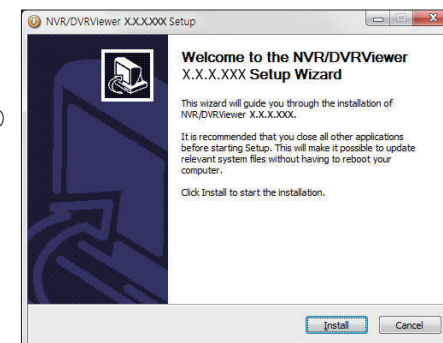 NVR/DVRViewer X.X.XXXX Setup
Welcome to the NVR/DVRViewer
X.X.X.XXX Setup Wizard
This wizard will guide you through the installation of
NVR/DVRViewer X.X.X.XXX.
It is recommended that you close all other applications
before starting Setup. This will make it possible to update
relevant system files without having to reboot your
computer.
Click Install to start the installation.
Install
Cancel